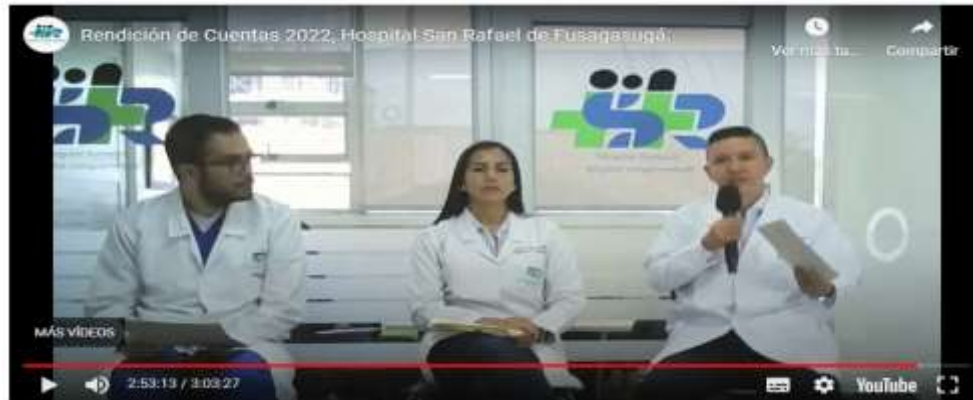 Rendición de Cuentas 2022, Hospital San Rafael de Fusagasugá.
Compartir
MÁS VÍDEOS
2:53:13 / 3:03:27
YouTube